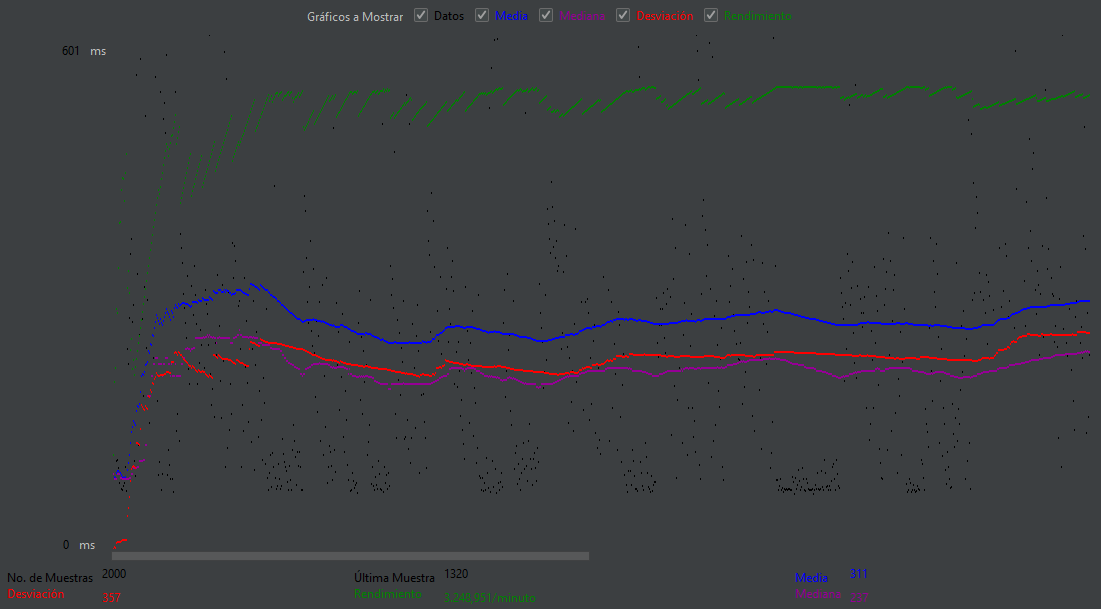 Gráficos a Mostrar Datos Media Mediana Desviación Rendimiento
601 ms
0 ms
No. de Muestras 2000 Última Muestra 1320 Media 311
Desviación 357 Rendimiento 3.248,951/minuto Mediana